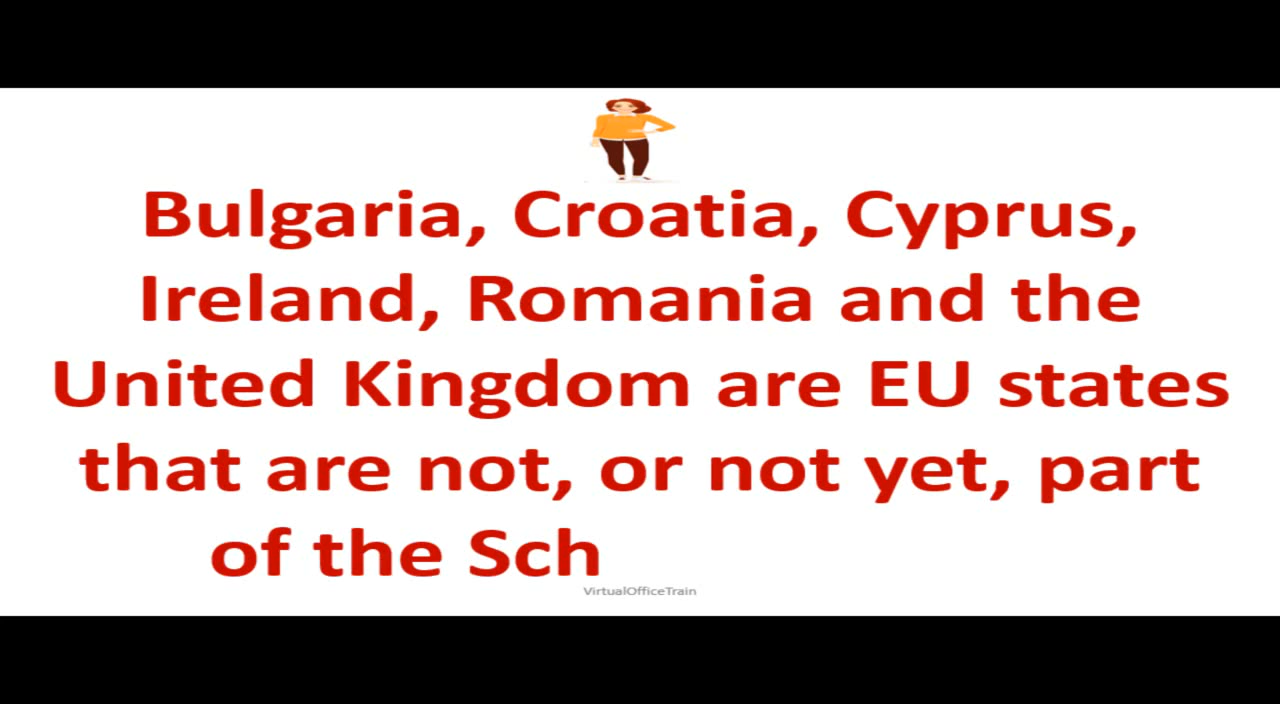 Bulgaria, Croatia, Cyprus,
Ireland, Romania and the
United Kingdom are EU states
that are not, or not yet, part
of the Sch
VirtualOfficeTrain